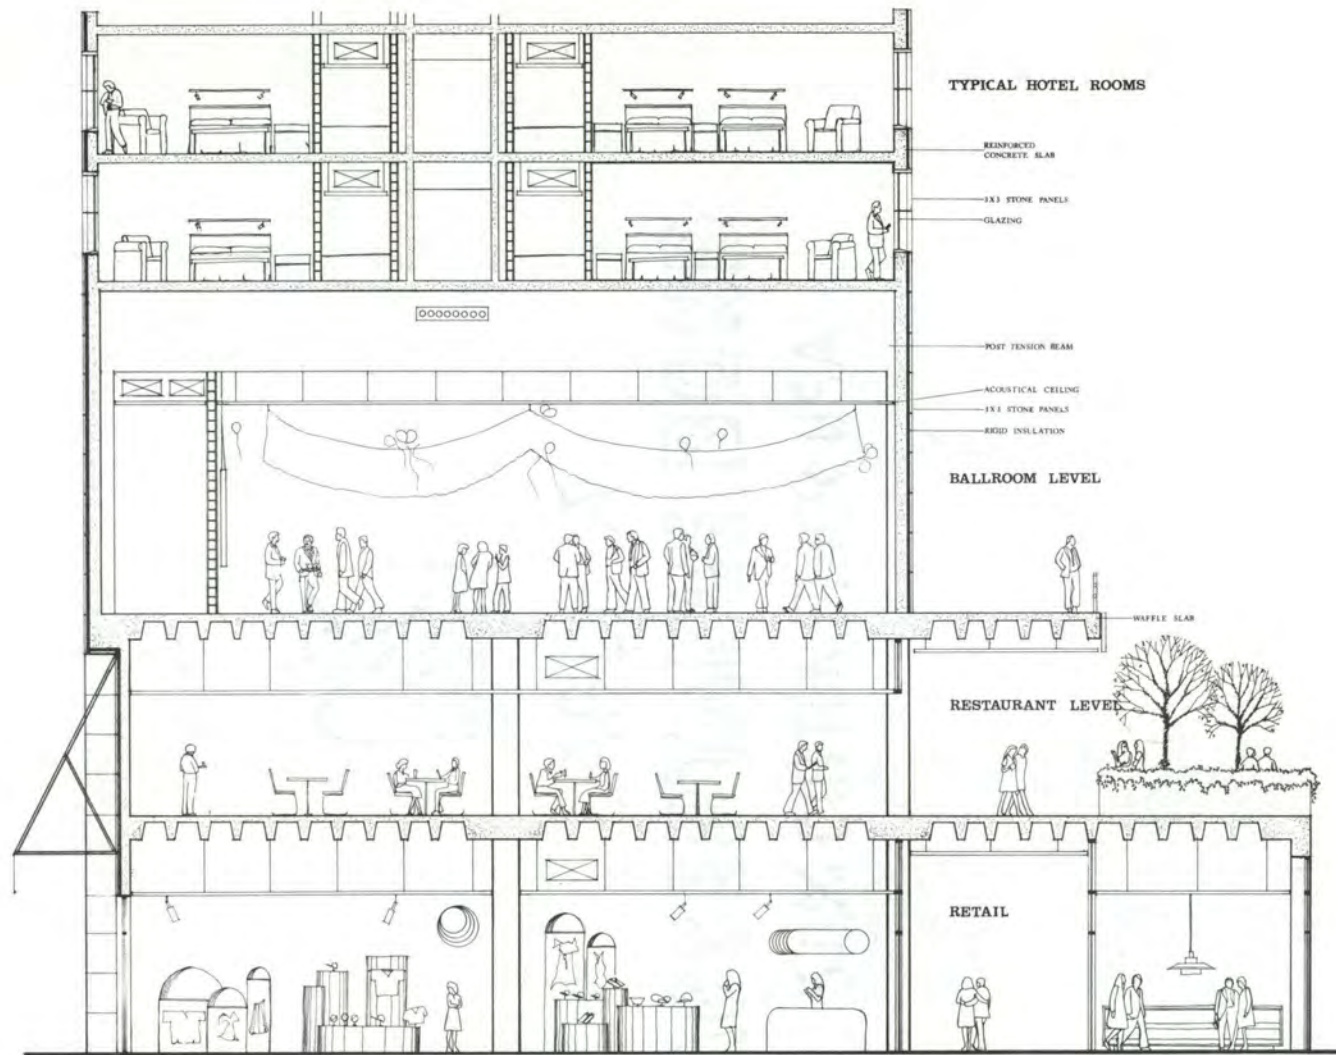 TYPICAL HOTEL ROOMS
REINFORCED
CONCRETE SLAB
3X3 STONE PANELS
GLAZING
POST TENSION BEAM
ACOUSTICAL CEILING
3X3 STONE PANELS
RIGID INSULATION
BALLROOM LEVEL
WAFFLE SLAB
RESTAURANT LEVEL
RETAIL